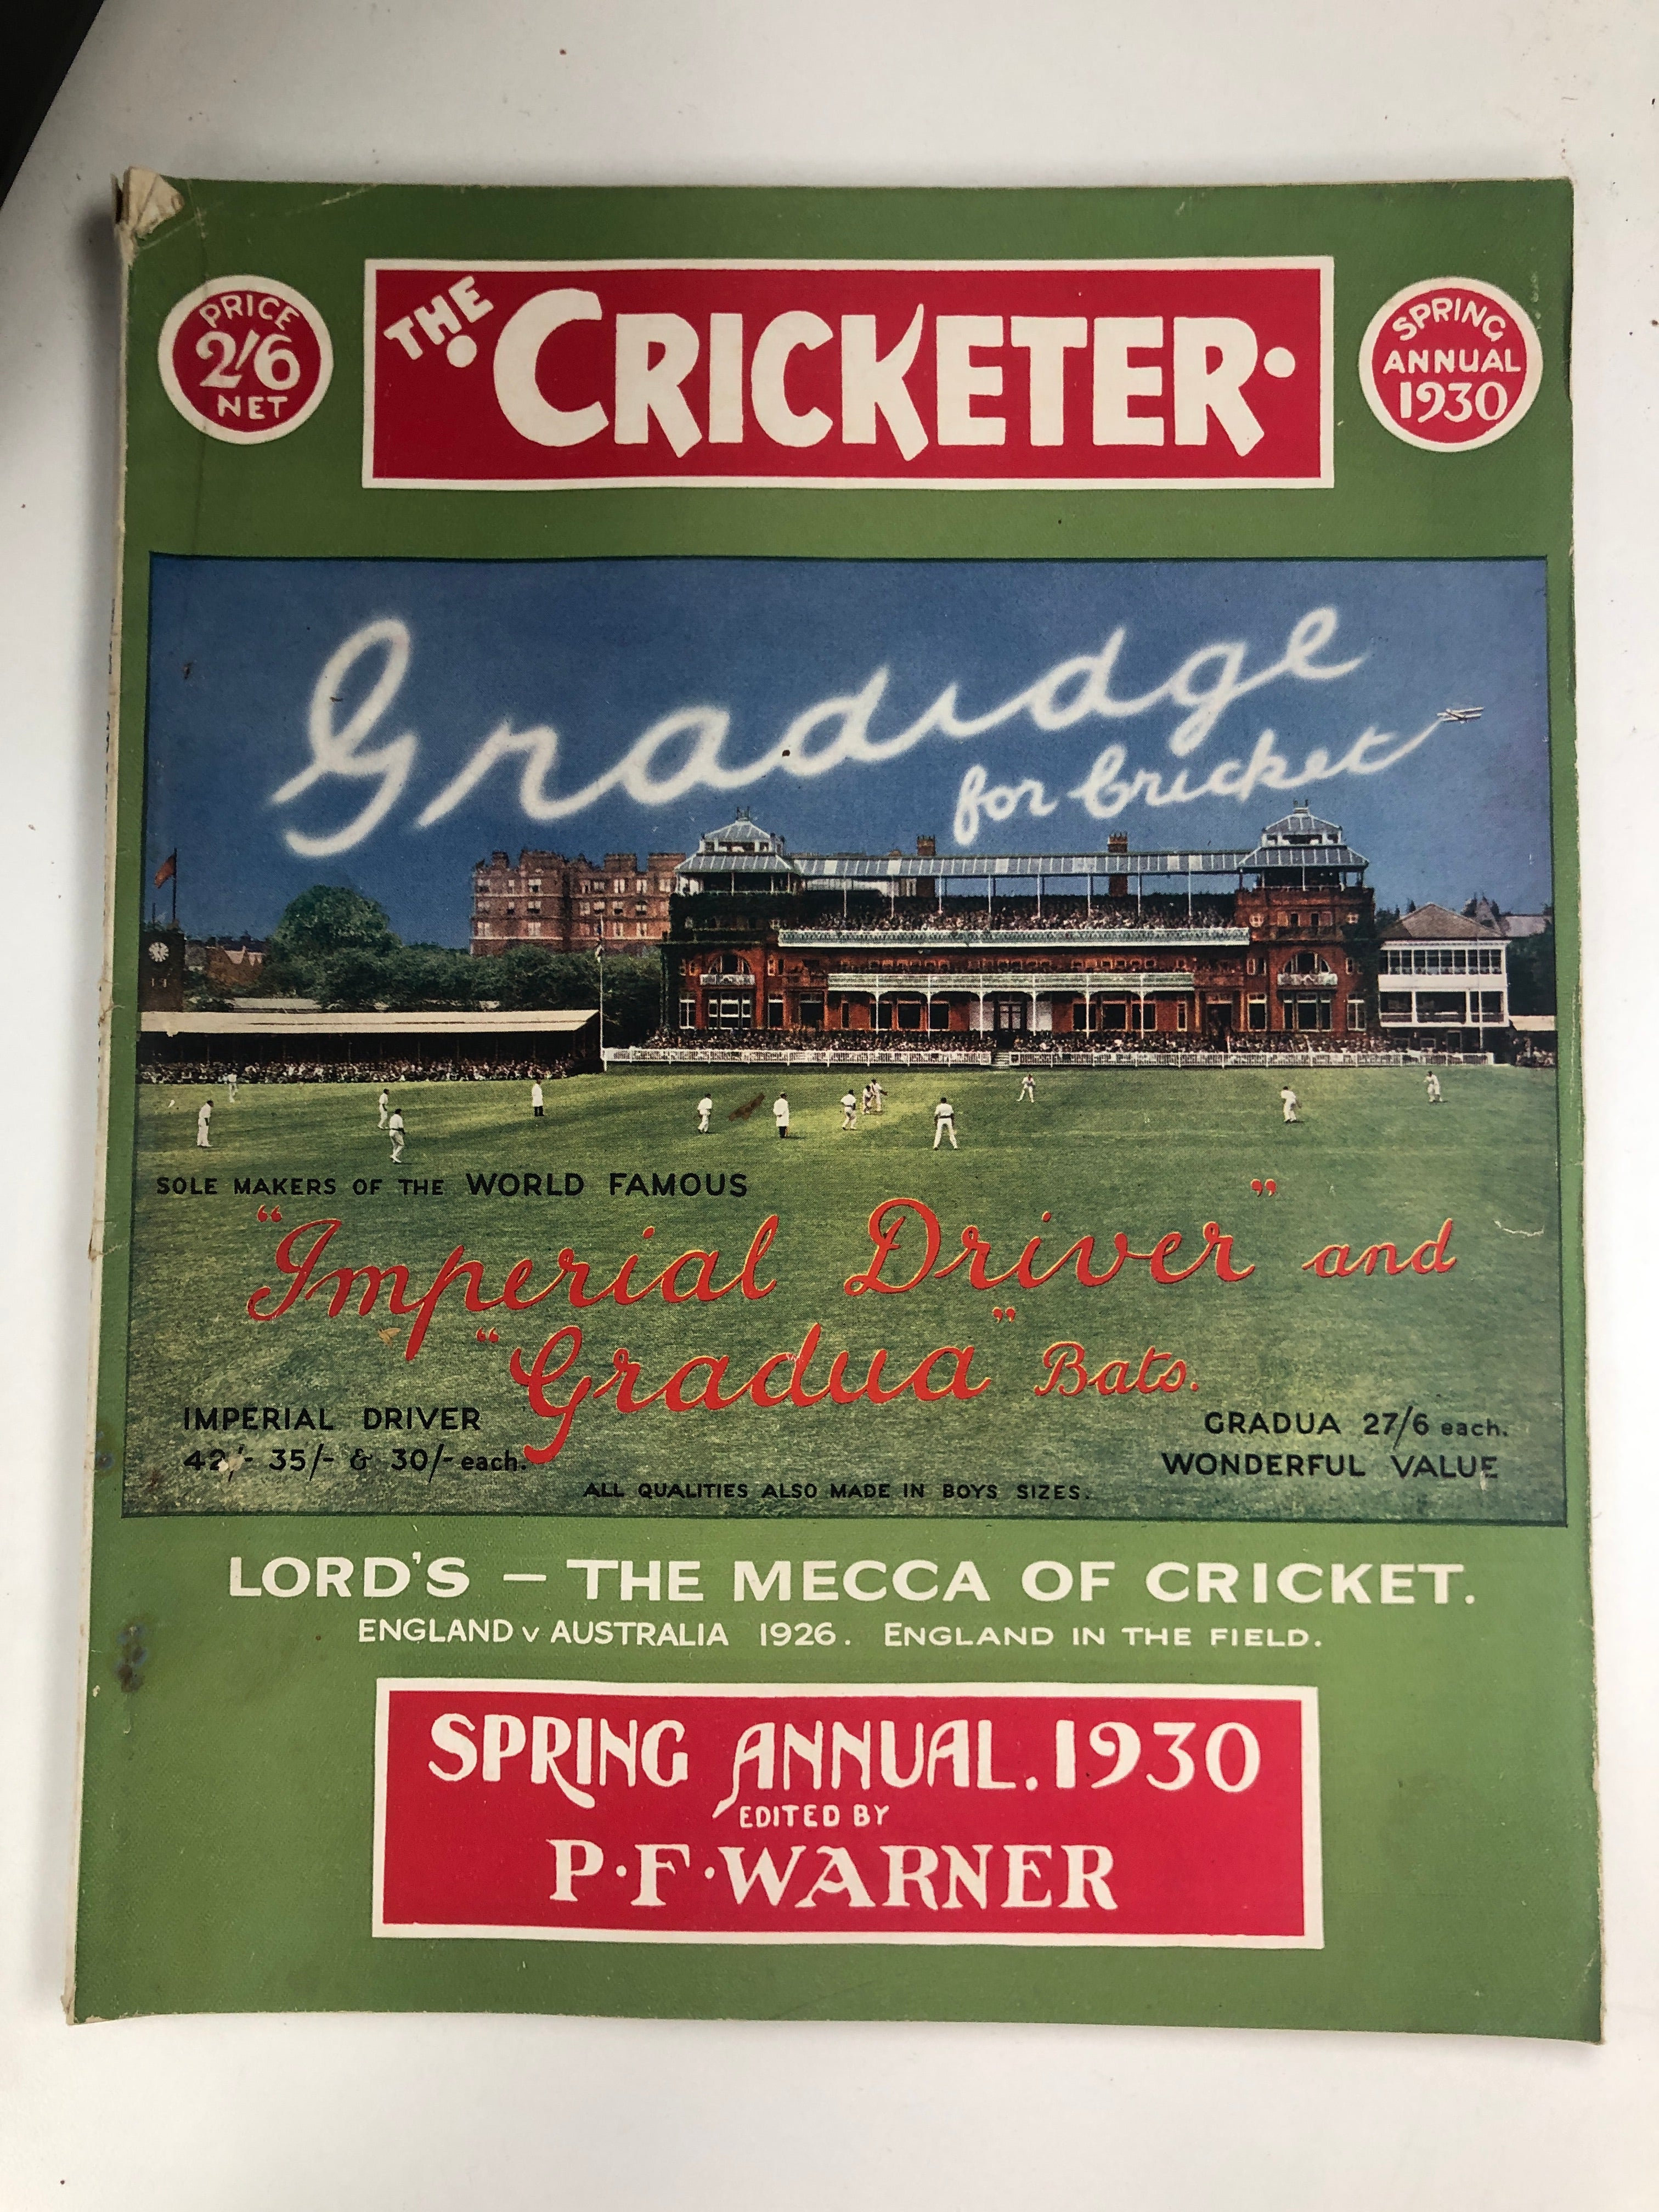 PRICE
2/6
NET
THE
CRICKETER
SPRING
ANNUAL
1930
Gradidge
for Cricket
SOLE MAKERS OF THE WORLD FAMOUS
"Imperial Driver" and
"Gradua" Bats.
IMPERIAL DRIVER
42/- 35/- & 30/- each.
GRADUA 27/6 each.
WONDERFUL VALUE
ALL QUALITIES ALSO MADE IN BOYS SIZES.
LORD'S – THE MECCA OF CRICKET.
ENGLAND v AUSTRALIA 1926. ENGLAND IN THE FIELD.
SPRING ANNUAL. 1930
EDITED BY
P·F·WARNER